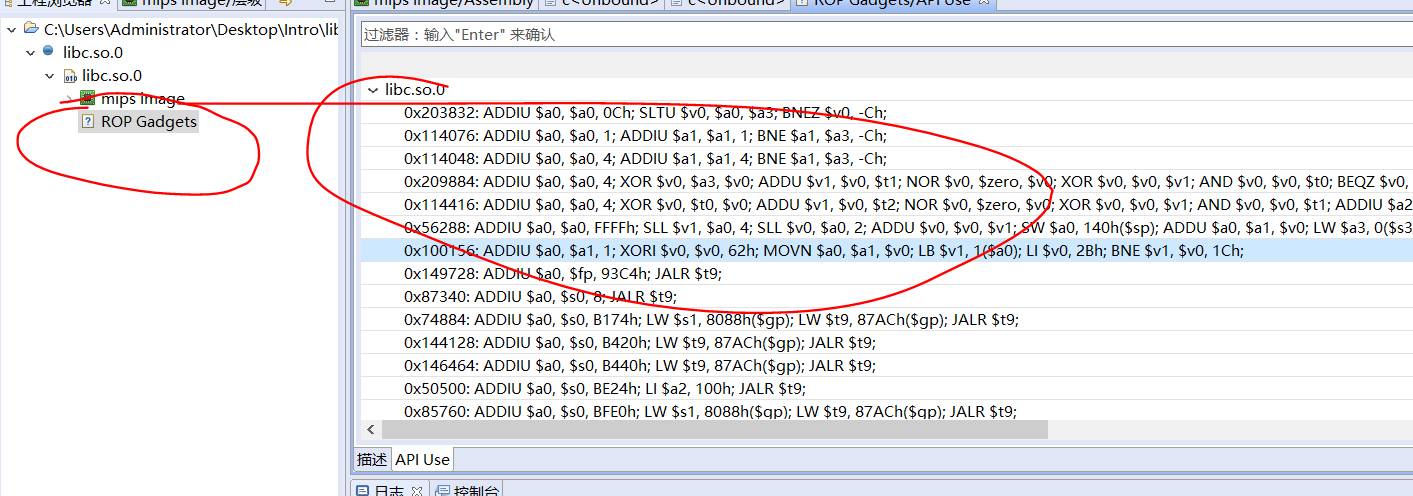 工程浏览器
mips image/层级
C:\Users\Administrator\Desktop\Intro\lib
libc.so.0
libc.so.0
mips image
ROP Gadgets
mips image/Assembly
c<Unbound>
c<Unbound>
ROP Gadgets/API Use
过滤器：输入"Enter" 来确认
libc.so.0
0x203832: ADDIU $a0, $a0, 0Ch; SLTU $v0, $a0, $a3; BNEZ $v0, -Ch;
0x114076: ADDIU $a0, $a0, 1; ADDIU $a1, $a1, 1; BNE $a1, $a3, -Ch;
0x114048: ADDIU $a0, $a0, 4; ADDIU $a1, $a1, 4; BNE $a1, $a3, -Ch;
0x209884: ADDIU $a0, $a0, 4; XOR $v0, $a3, $v0; ADDU $v1, $v0, $t1; NOR $v0, $zero, $v0; XOR $v0, $v0, $v1; AND $v0, $v0, $t0; BEQZ $v0,
0x114416: ADDIU $a0, $a0, 4; XOR $v0, $t0, $v0; ADDU $v1, $v0, $t2; NOR $v0, $zero, $v0; XOR $v0, $v0, $v1; AND $v0, $v0, $t1; ADDIU $a2
0x56288: ADDIU $a0, $a0, FFFFh; SLL $v1, $a0, 4; SLL $v0, $a0, 2; ADDU $v0, $v0, $v1; SW $a0, 140h($sp); ADDU $a0, $a1, $v0; LW $a3, 0($s3
0x100156: ADDIU $a0, $a1, 1; XORI $v0, $v0, 62h; MOVN $a0, $a1, $v0; LB $v1, 1($a0); LI $v0, 2Bh; BNE $v1, $v0, 1Ch;
0x149728: ADDIU $a0, $fp, 93C4h; JALR $t9;
0x87340: ADDIU $a0, $s0, 8; JALR $t9;
0x74884: ADDIU $a0, $s0, B174h; LW $s1, 8088h($gp); LW $t9, 87ACh($gp); JALR $t9;
0x144128: ADDIU $a0, $s0, B420h; LW $t9, 87ACh($gp); JALR $t9;
0x146464: ADDIU $a0, $s0, B440h; LW $t9, 87ACh($gp); JALR $t9;
0x50500: ADDIU $a0, $s0, BE24h; LI $a2, 100h; JALR $t9;
0x85760: ADDIU $a0, $s0, BFE0h; LW $s1, 8088h($gp); LW $t9, 87ACh($gp); JALR $t9;
描述
API Use
日志
控制台